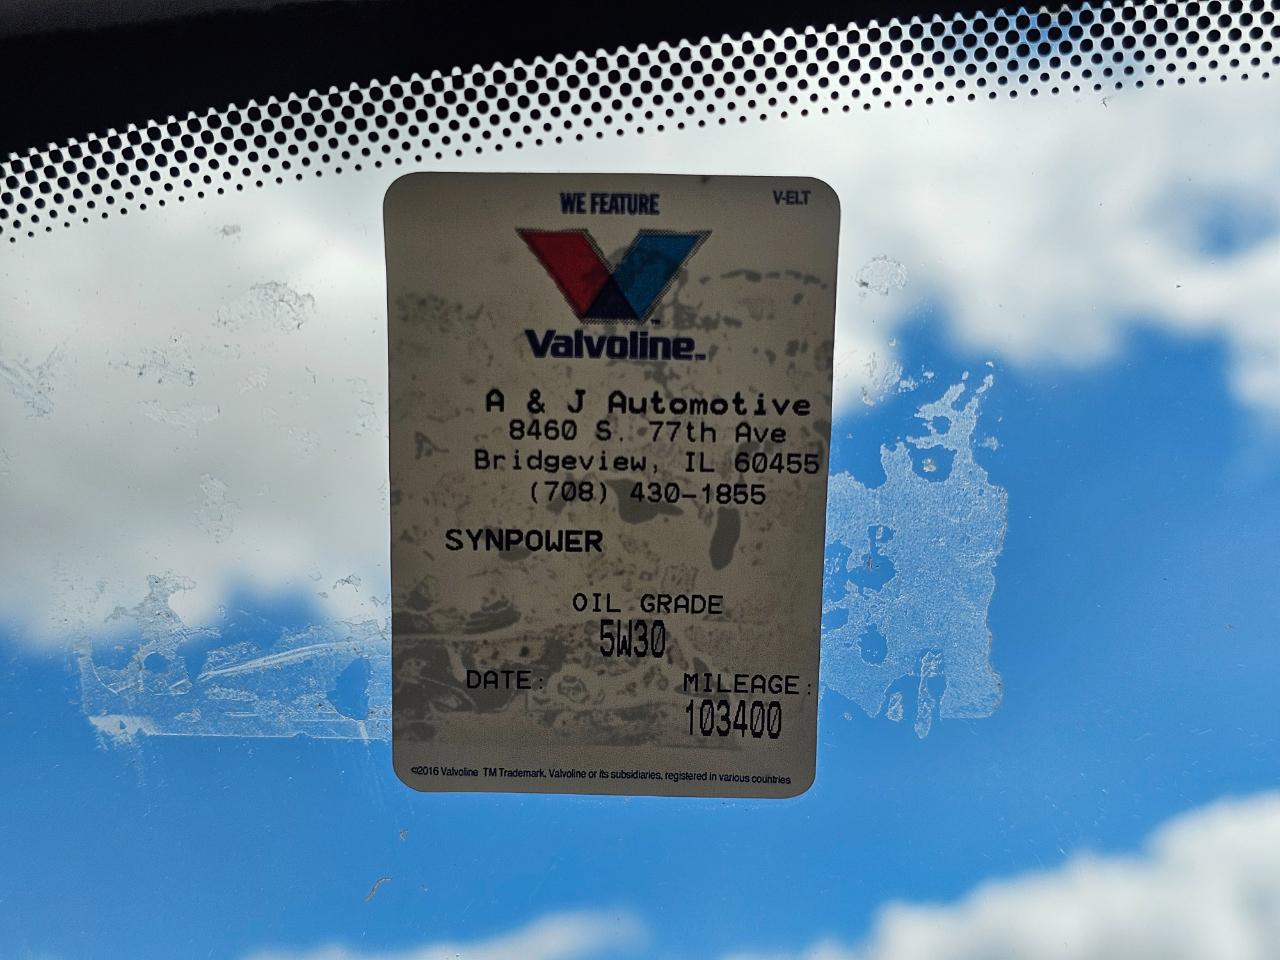 WE FEATURE
V-ELT
Valvoline™
A & J Automotive
8460 S. 77th Ave
Bridgeview, IL 60455
(708) 430-1855
SYNPOWER
OIL GRADE
5W30
DATE: MILEAGE:
103400
©2016 Valvoline TM Trademark, Valvoline or its subsidiaries, registered in various countries